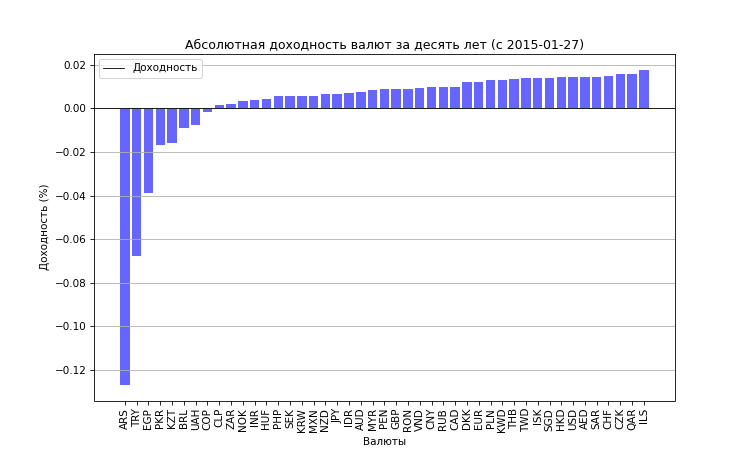 Абсолютная доходность валют за десять лет (с 2015-01-27)
Доходность
0.02
0.00
−0.02
−0.04
−0.06
−0.08
−0.10
−0.12
Доходность (%)
ARS TRY EGP PKR KZT BRL UAH COP CLP ZAR NOK INR HUF PHP SEK KRW MXN NZD JPY IDR AUD MYR PEN GBP RON VND CNY RUB CAD DKK EUR PLN KWD THB TWD ISK SGD HKD USD AED SAR CHF CZK QAR ILS
Валюты